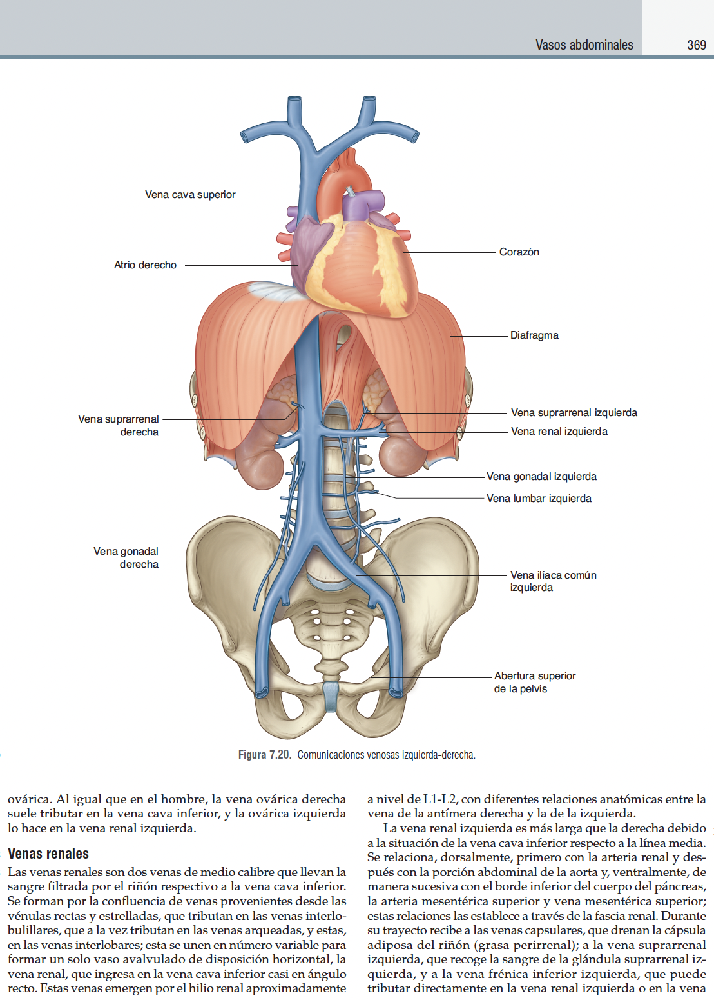 Vasos abdominales 369
Vena cava superior
Corazón
Atrio derecho
Diafragma
Vena suprarrenal
derecha
Vena suprarrenal izquierda
Vena renal izquierda
Vena gonadal izquierda
Vena lumbar izquierda
Vena gonadal
derecha
Vena ilíaca común
izquierda
Abertura superior
de la pelvis
Figura 7.20. Comunicaciones venosas izquierda-derecha.
ovárica. Al igual que en el hombre, la vena ovárica derecha
suele tributar en la vena cava inferior, y la ovárica izquierda
lo hace en la vena renal izquierda.
Venas renales
Las venas renales son dos venas de medio calibre que llevan la
sangre filtrada por el riñón respectivo a la vena cava inferior.
Se forman por la confluencia de venas provenientes desde las
vénulas rectas y estrelladas, que tributan en las venas interlo-
bulillares, que a la vez tributan en las venas arqueadas, y estas,
en las venas interlobares; esta se unen en número variable para
formar un solo vaso avalvulado de disposición horizontal, la
vena renal, que ingresa en la vena cava inferior casi en ángulo
recto. Estas venas emergen por el hilio renal aproximadamente
a nivel de L1-L2, con diferentes relaciones anatómicas entre la
vena de la antímera derecha y la de la izquierda.
La vena renal izquierda es más larga que la derecha debido
a la situación de la vena cava inferior respecto a la línea media.
Se relaciona, dorsalmente, primero con la arteria renal y des-
pués con la porción abdominal de la aorta y, ventralmente, de
manera sucesiva con el borde inferior del cuerpo del páncreas,
la arteria mesentérica superior y vena mesentérica superior;
estas relaciones las establece a través de la fascia renal. Durante
su trayecto recibe a las venas capsulares, que drenan la cápsula
adiposa del riñón (grasa perirrenal); a la vena suprarrenal
izquierda, que recoge la sangre de la glándula suprarrenal iz-
quierda, y a la vena frénica inferior izquierda, que puede
tributar directamente en la vena renal izquierda o en la vena